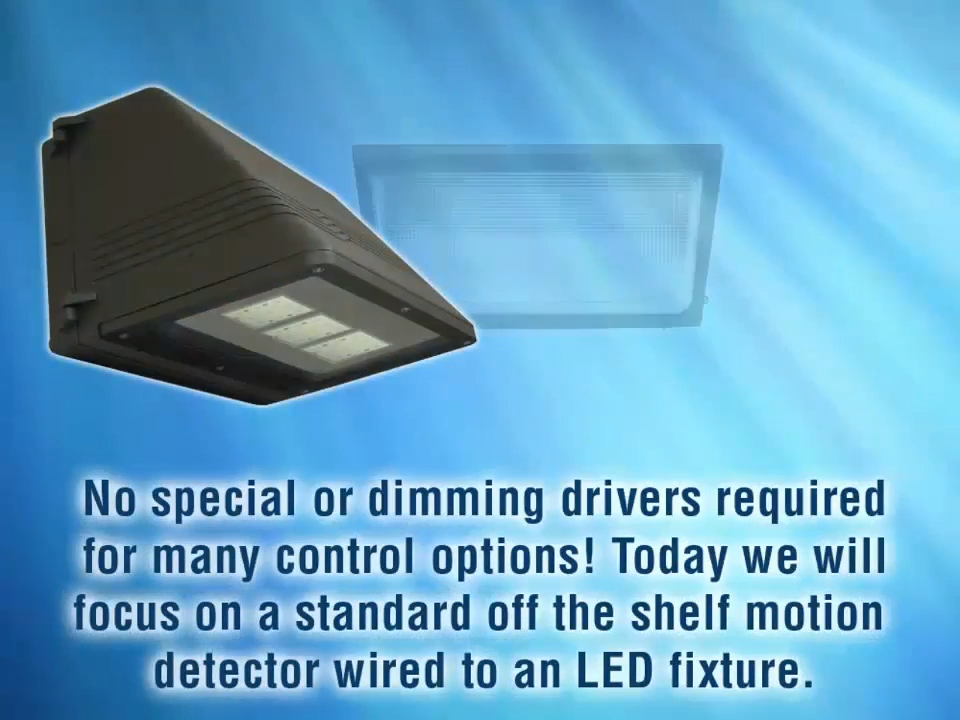 No special or dimming drivers required
for many control options! Today we will
focus on a standard off the shelf motion
detector wired to an LED fixture.